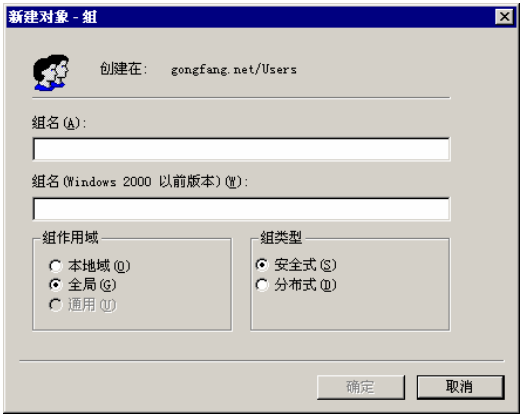 新建对象 - 组
创建在: gongfang.net/Users
组名(A):
组名(Windows 2000 以前版本)(W):
组作用域
本地域(O)
全局(G)
通用(U)
组类型
安全式(S)
分布式(D)
确定
取消